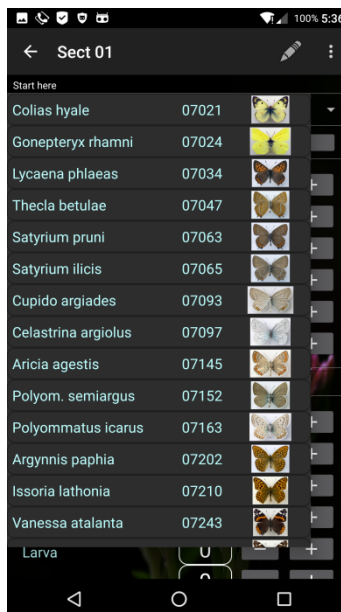 100% 5:36
Sect 01
Start here
Colias hyale 07021
Gonepteryx rhamni 07024
Lycaena phlaeas 07034
Thecla betulae 07047
Satyrium pruni 07063
Satyrium ilicis 07065
Cupido argiades 07093
Celastrina argiolus 07097
Aricia agestis 07145
Polyom. semiargus 07152
Polyommatus icarus 07163
Argynnis paphia 07202
Issoria lathonia 07210
Vanessa atalanta 07243
Larva 0 - +